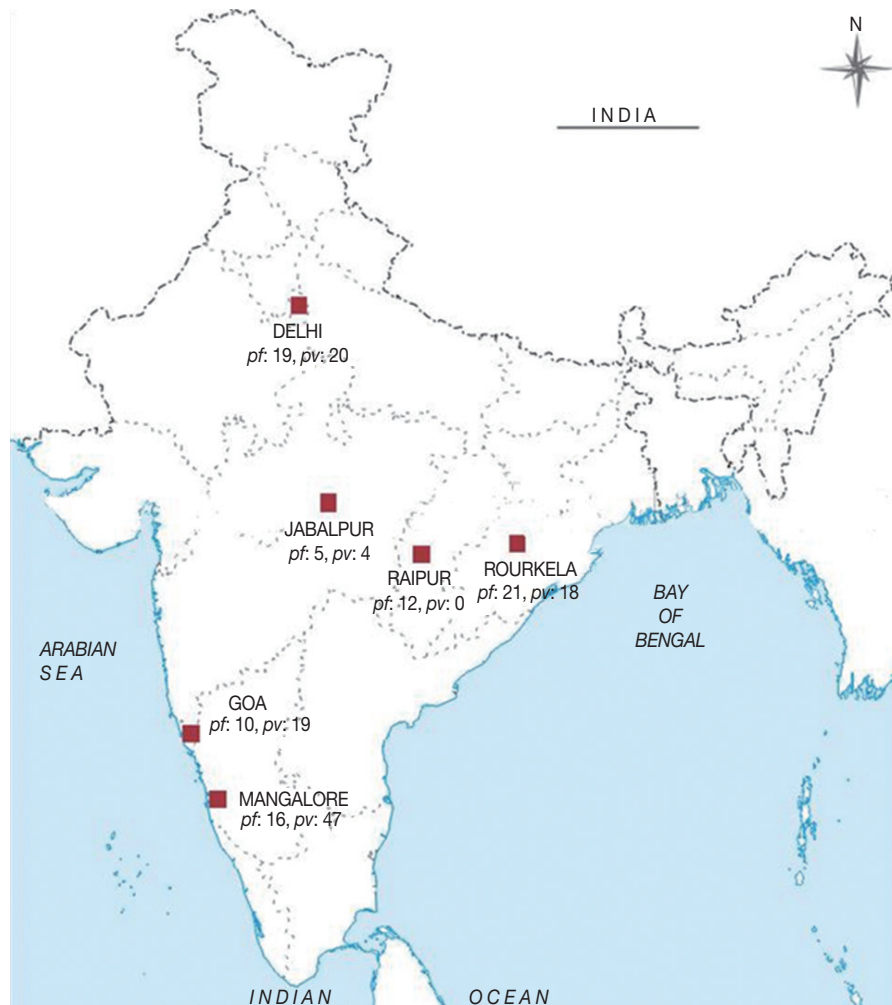 N
INDIA
DELHI
pf: 19, pv: 20
JABALPUR
pf: 5, pv: 4
RAIPUR
pf: 12, pv: 0
ROURKELA
pf: 21, pv: 18
BAY
OF
BENGAL
ARABIAN
SEA
GOA
pf: 10, pv: 19
MANGALORE
pf: 16, pv: 47
INDIAN OCEAN